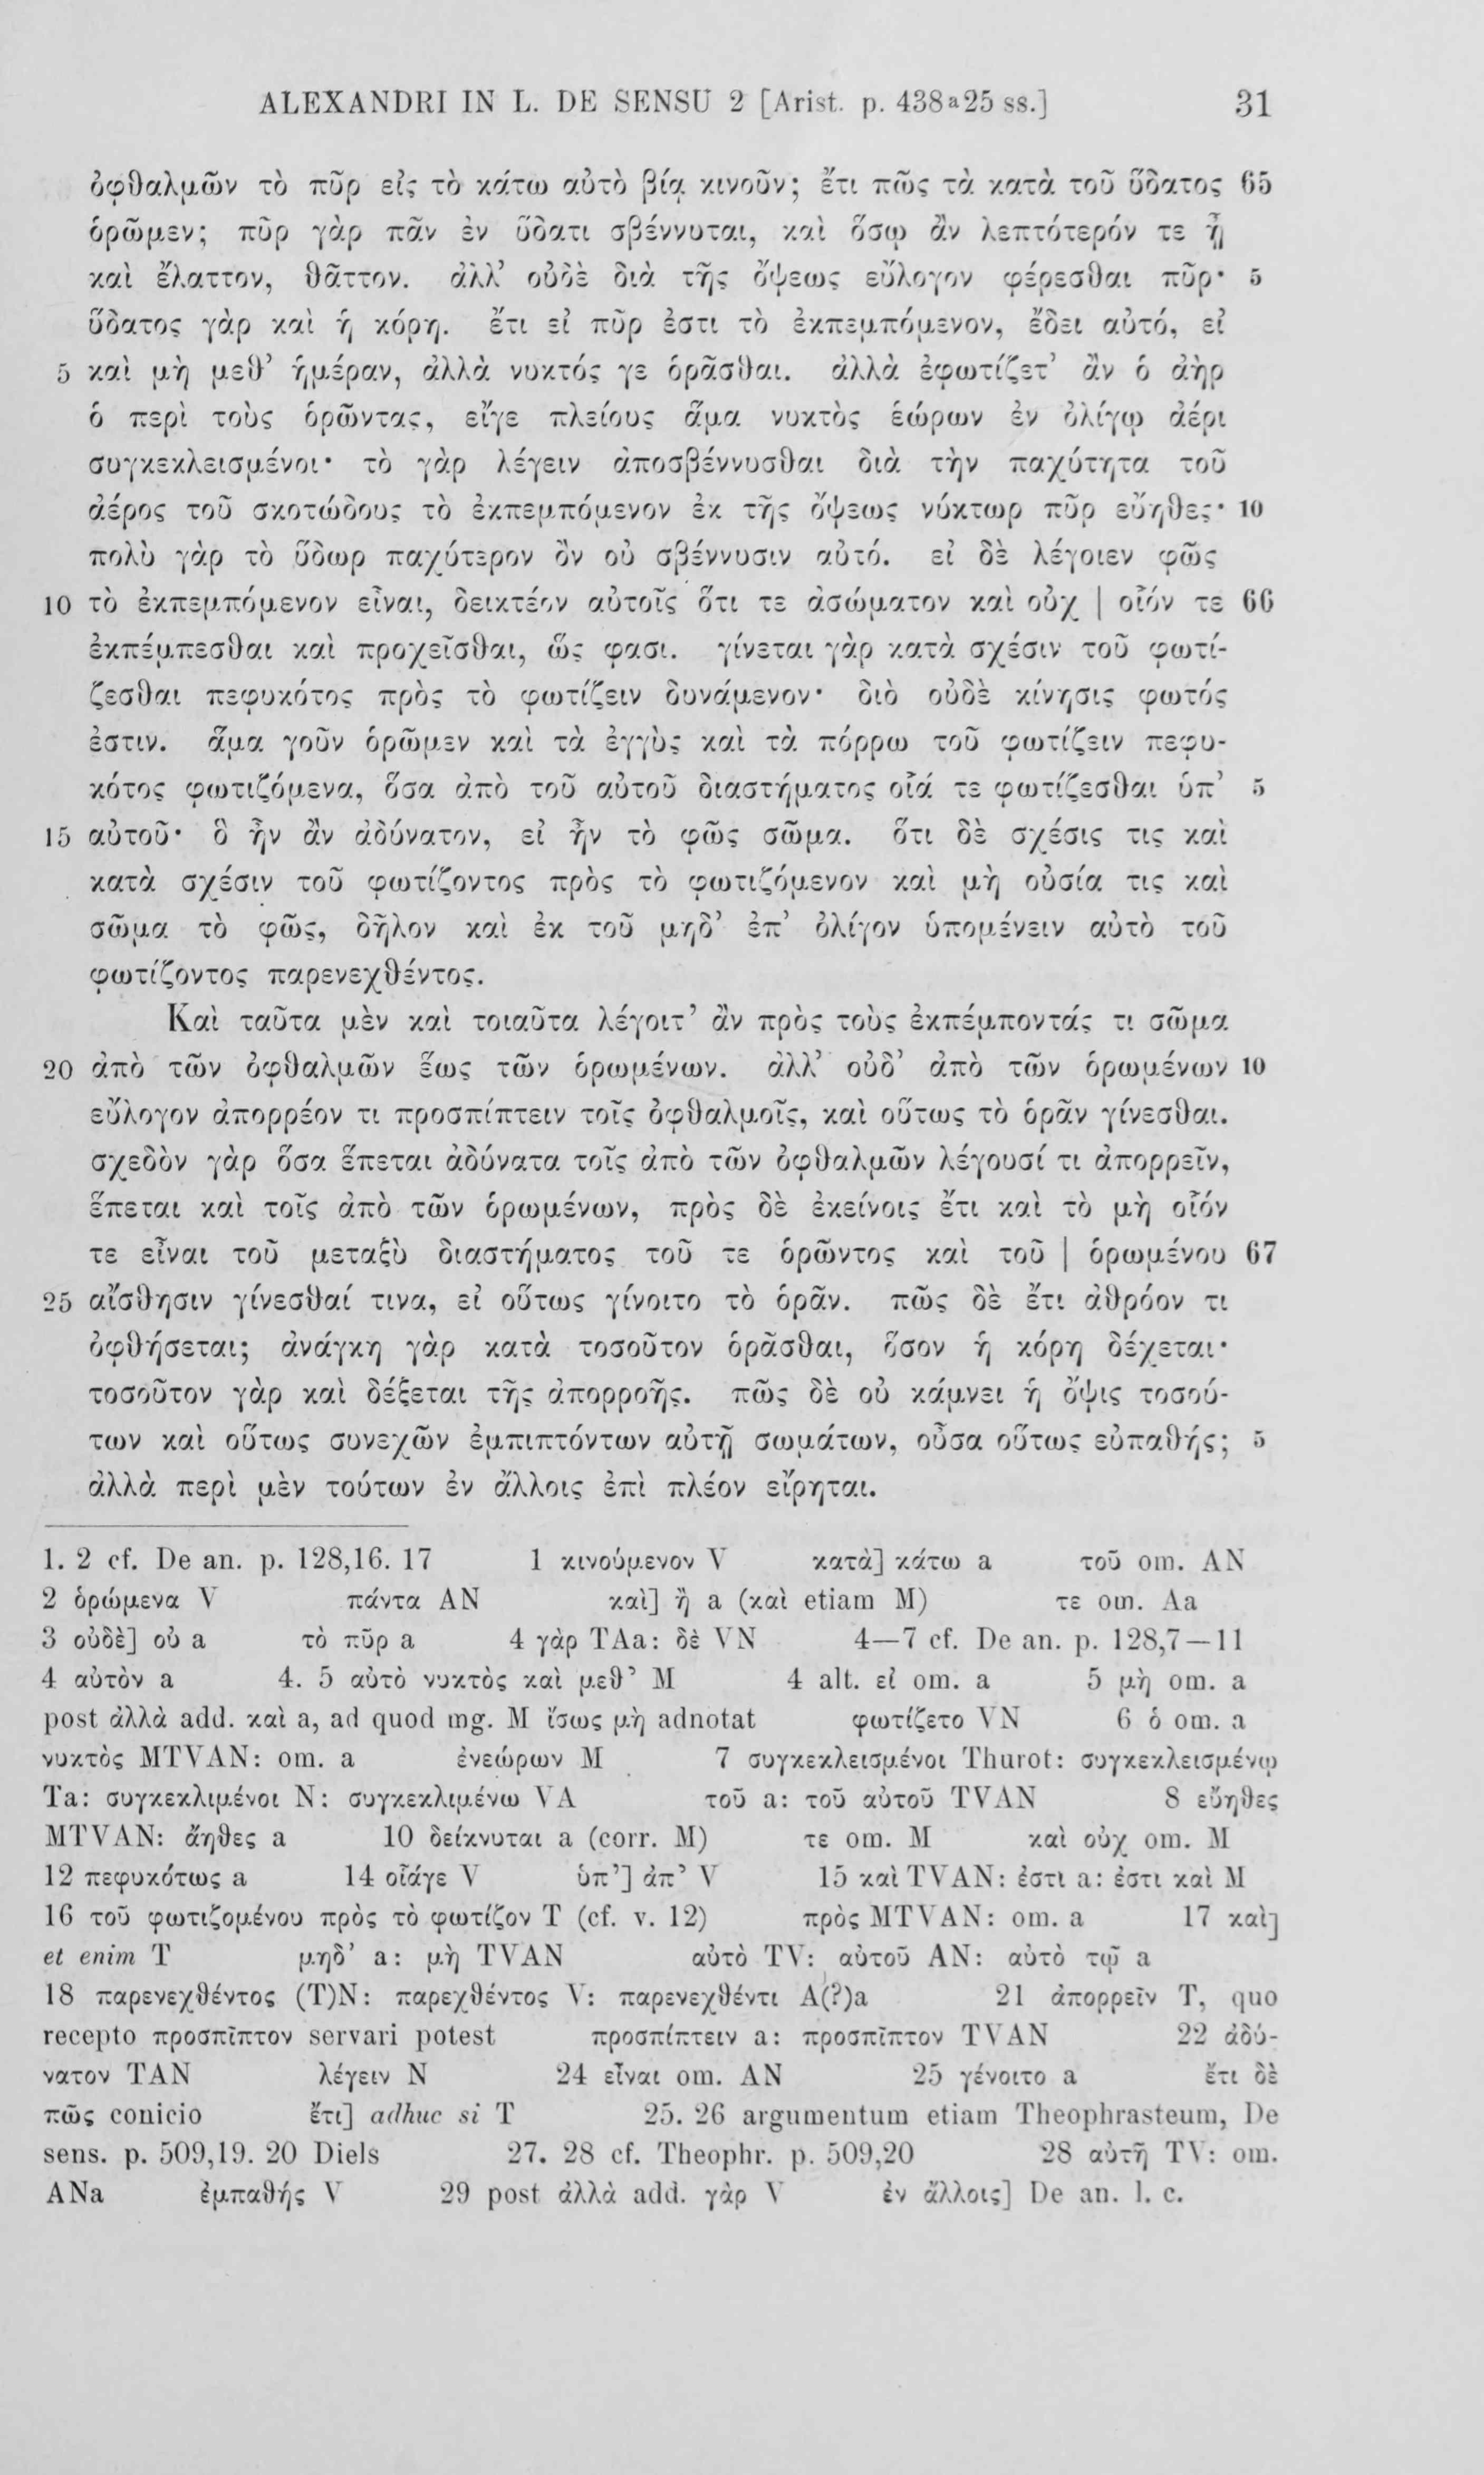 ALEXANDRI IN L. DE SENSU 2 [Arist. p. 438a25 ss.] 31
ὀφθαλμῶν τὸ πῦρ εἰς τὸ κάτω αὐτὸ βίᾳ κινοῦν; ἔτι πῶς τὰ κατὰ τοῦ ὕδατος 65
ὁρῶμεν; πῦρ γὰρ πᾶν ἐν ὕδατι σβέννυται, καὶ ὅσῳ ἂν λεπτότερόν τε ᾖ
καὶ ἔλαττον, θᾶττον. ἀλλ’ οὐδὲ διὰ τῆς ὄψεως εὔλογον φέρεσθαι πῦρ· 5
ὕδατος γὰρ καὶ ἡ κόρη. ἔτι εἰ πῦρ ἐστι τὸ ἐκπεμπόμενον, ἔδει αὐτό, εἰ
5 καὶ μὴ μεθ’ ἡμέραν, ἀλλὰ νυκτός γε ὁρᾶσθαι. ἀλλὰ ἐφωτίζετ’ ἂν ὁ ἀὴρ
ὁ περὶ τοὺς ὁρῶντας, εἴγε πλείους ἅμα νυκτὸς ἑώρων ἐν ὀλίγῳ ἀέρι
συγκεκλεισμένοι· τὸ γὰρ λέγειν ἀποσβέννυσθαι διὰ τὴν παχύτητα τοῦ
ἀέρος τοῦ σκοτώδους τὸ ἐκπεμπόμενον ἐκ τῆς ὄψεως νύκτωρ πῦρ εὔηθες· 10
πολὺ γὰρ τὸ ὕδωρ παχύτερον ὂν οὐ σβέννυσιν αὐτό. εἰ δὲ λέγοιεν φῶς
10 τὸ ἐκπεμπόμενον εἶναι, δεικτέον αὐτοῖς ὅτι τε ἀσώματον καὶ οὐχ | οἷόν τε 66
ἐκπέμπεσθαι καὶ προχεῖσθαι, ὥς φασι. γίνεται γὰρ κατὰ σχέσιν τοῦ φωτί-
ζεσθαι πεφυκότος πρὸς τὸ φωτίζειν δυνάμενον· διὸ οὐδὲ κίνησις φωτός
ἐστιν. ἅμα γοῦν ὁρῶμεν καὶ τὰ ἐγγὺς καὶ τὰ πόρρω τοῦ φωτίζειν πεφυ-
κότος φωτιζόμενα, ὅσα ἀπὸ τοῦ αὐτοῦ διαστήματος οἷά τε φωτίζεσθαι ὑπ’ 5
15 αὐτοῦ· ὃ ἦν ἂν ἀδύνατον, εἰ ἦν τὸ φῶς σῶμα. ὅτι δὲ σχέσις τις καὶ
κατὰ σχέσιν τοῦ φωτίζοντος πρὸς τὸ φωτιζόμενον καὶ μὴ οὐσία τις καὶ
σῶμα τὸ φῶς, δῆλον καὶ ἐκ τοῦ μηδ’ ἐπ’ ὀλίγον ὑπομένειν αὐτὸ τοῦ
φωτίζοντος παρενεχθέντος.
Καὶ ταῦτα μὲν καὶ τοιαῦτα λέγοιτ’ ἂν πρὸς τοὺς ἐκπέμποντάς τι σῶμα
20 ἀπὸ τῶν ὀφθαλμῶν ἕως τῶν ὁρωμένων. ἀλλ’ οὐδ’ ἀπὸ τῶν ὁρωμένων 10
εὔλογον ἀπορρέον τι προσπίπτειν τοῖς ὀφθαλμοῖς, καὶ οὕτως τὸ ὁρᾶν γίνεσθαι.
σχεδὸν γὰρ ὅσα ἕπεται ἀδύνατα τοῖς ἀπὸ τῶν ὀφθαλμῶν λέγουσί τι ἀπορρεῖν,
ἕπεται καὶ τοῖς ἀπὸ τῶν ὁρωμένων, πρὸς δὲ ἐκείνοις ἔτι καὶ τὸ μὴ οἷόν
τε εἶναι τοῦ μεταξὺ διαστήματος τοῦ τε ὁρῶντος καὶ τοῦ | ὁρωμένου 67
25 αἴσθησιν γίνεσθαί τινα, εἰ οὕτως γίνοιτο τὸ ὁρᾶν. πῶς δὲ ἔτι ἀθρόον τι
ὀφθήσεται; ἀνάγκη γὰρ κατὰ τοσοῦτον ὁρᾶσθαι, ὅσον ἡ κόρη δέχεται·
τοσοῦτον γὰρ καὶ δέξεται τῆς ἀπορροῆς. πῶς δὲ οὐ κάμνει ἡ ὄψις τοσού-
των καὶ οὕτως συνεχῶν ἐμπιπτόντων αὐτῇ σωμάτων, οὖσα οὕτως εὐπαθής; 5
ἀλλὰ περὶ μὲν τούτων ἐν ἄλλοις ἐπὶ πλέον εἴρηται.
1. 2 cf. De an. p. 128,16. 17 1 κινούμενον V κατὰ] κάτω a τοῦ om. AN
2 ὁρώμενα V πάντα AN καὶ] ἢ a (καὶ etiam M) τε om. Aa
3 οὐδὲ] οὐ a τὸ πῦρ a 4 γὰρ TAa: δὲ VN 4—7 cf. De an. p. 128,7—11
4 αὐτὸν a 4. 5 αὐτὸ νυκτὸς καὶ μεθ’ M 4 alt. εἰ om. a 5 μὴ om. a
post ἀλλὰ add. καὶ a, ad quod mg. M ἴσως μὴ adnotat φωτίζετο VN 6 ὁ om. a
νυκτὸς MTVAN: om. a ἐνεώρων M 7 συγκεκλεισμένοι Thurot: συγκεκλεισμένῳ
Ta: συγκεκλιμένοι N: συγκεκλιμένω VA τοῦ a: τοῦ αὐτοῦ TVAN 8 εὔηθες
MTVAN: ἄηθες a 10 δείκνυται a (corr. M) τε om. M καὶ οὐχ om. M
12 πεφυκότως a 14 οἷάγε V ὑπ’] ἀπ’ V 15 καὶ TVAN: ἐστι a: ἐστι καὶ M
16 τοῦ φωτιζομένου πρὸς τὸ φωτίζον T (cf. v. 12) πρὸς MTVAN: om. a 17 καὶ]
et enim T μηδ’ a: μὴ TVAN αὐτὸ TV: αὐτοῦ AN: αὐτὸ τῷ a
18 παρενεχθέντος (T)N: παρεχθέντος V: παρενεχθέντι A(?)a 21 ἀπορρεῖν T, quo
recepto προσπῖπτον servari potest προσπίπτειν a: προσπῖπτον TVAN 22 ἀδύ-
νατον TAN λέγειν N 24 εἶναι om. AN 25 γένοιτο a ἔτι δὲ
πῶς conicio ἔτι] adhuc si T 25. 26 argumentum etiam Theophrasteum, De
sens. p. 509,19. 20 Diels 27. 28 cf. Theophr. p. 509,20 28 αὐτῇ TV: om.
ANa ἐμπαθής V 29 post ἀλλὰ add. γὰρ V ἐν ἄλλοις] De an. l. c.